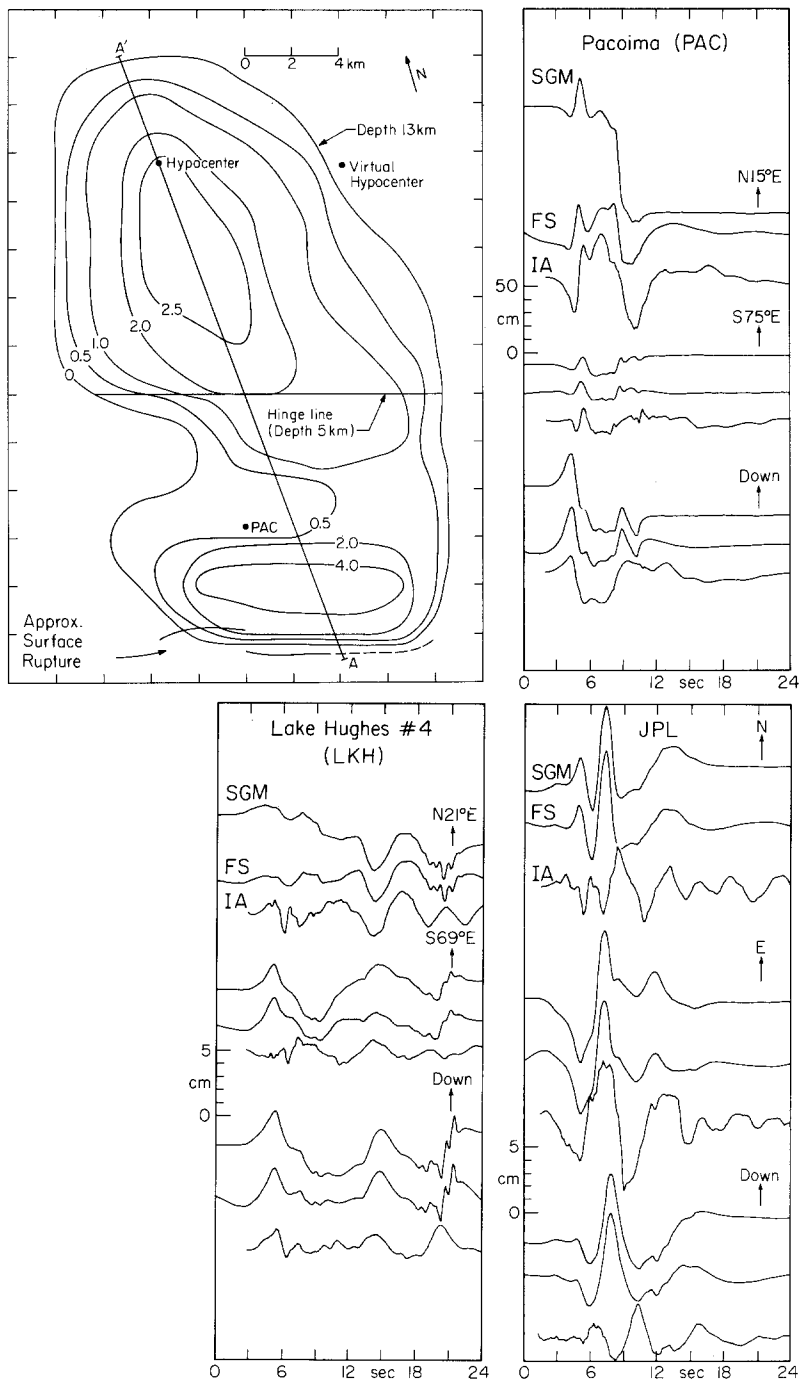 A'
0 2 4 km
N
Depth 13km
Hypocenter
Virtual
Hypocenter
2.5
2.0
1.0
0.5
0
Hinge line
(Depth 5km)
PAC
0.5
2.0
4.0
Approx.
Surface
Rupture
A
Pacoima (PAC)
SGM
N15°E
FS
IA
50
cm
0
S75°E
Down
0 6 12 sec 18 24
Lake Hughes #4
(LKH)
SGM
N21°E
FS
IA
S69°E
5
cm
0
Down
0 6 12 sec 18 24
JPL
N
SGM
FS
IA
E
5
cm
0
Down
0 6 12 sec 18 24